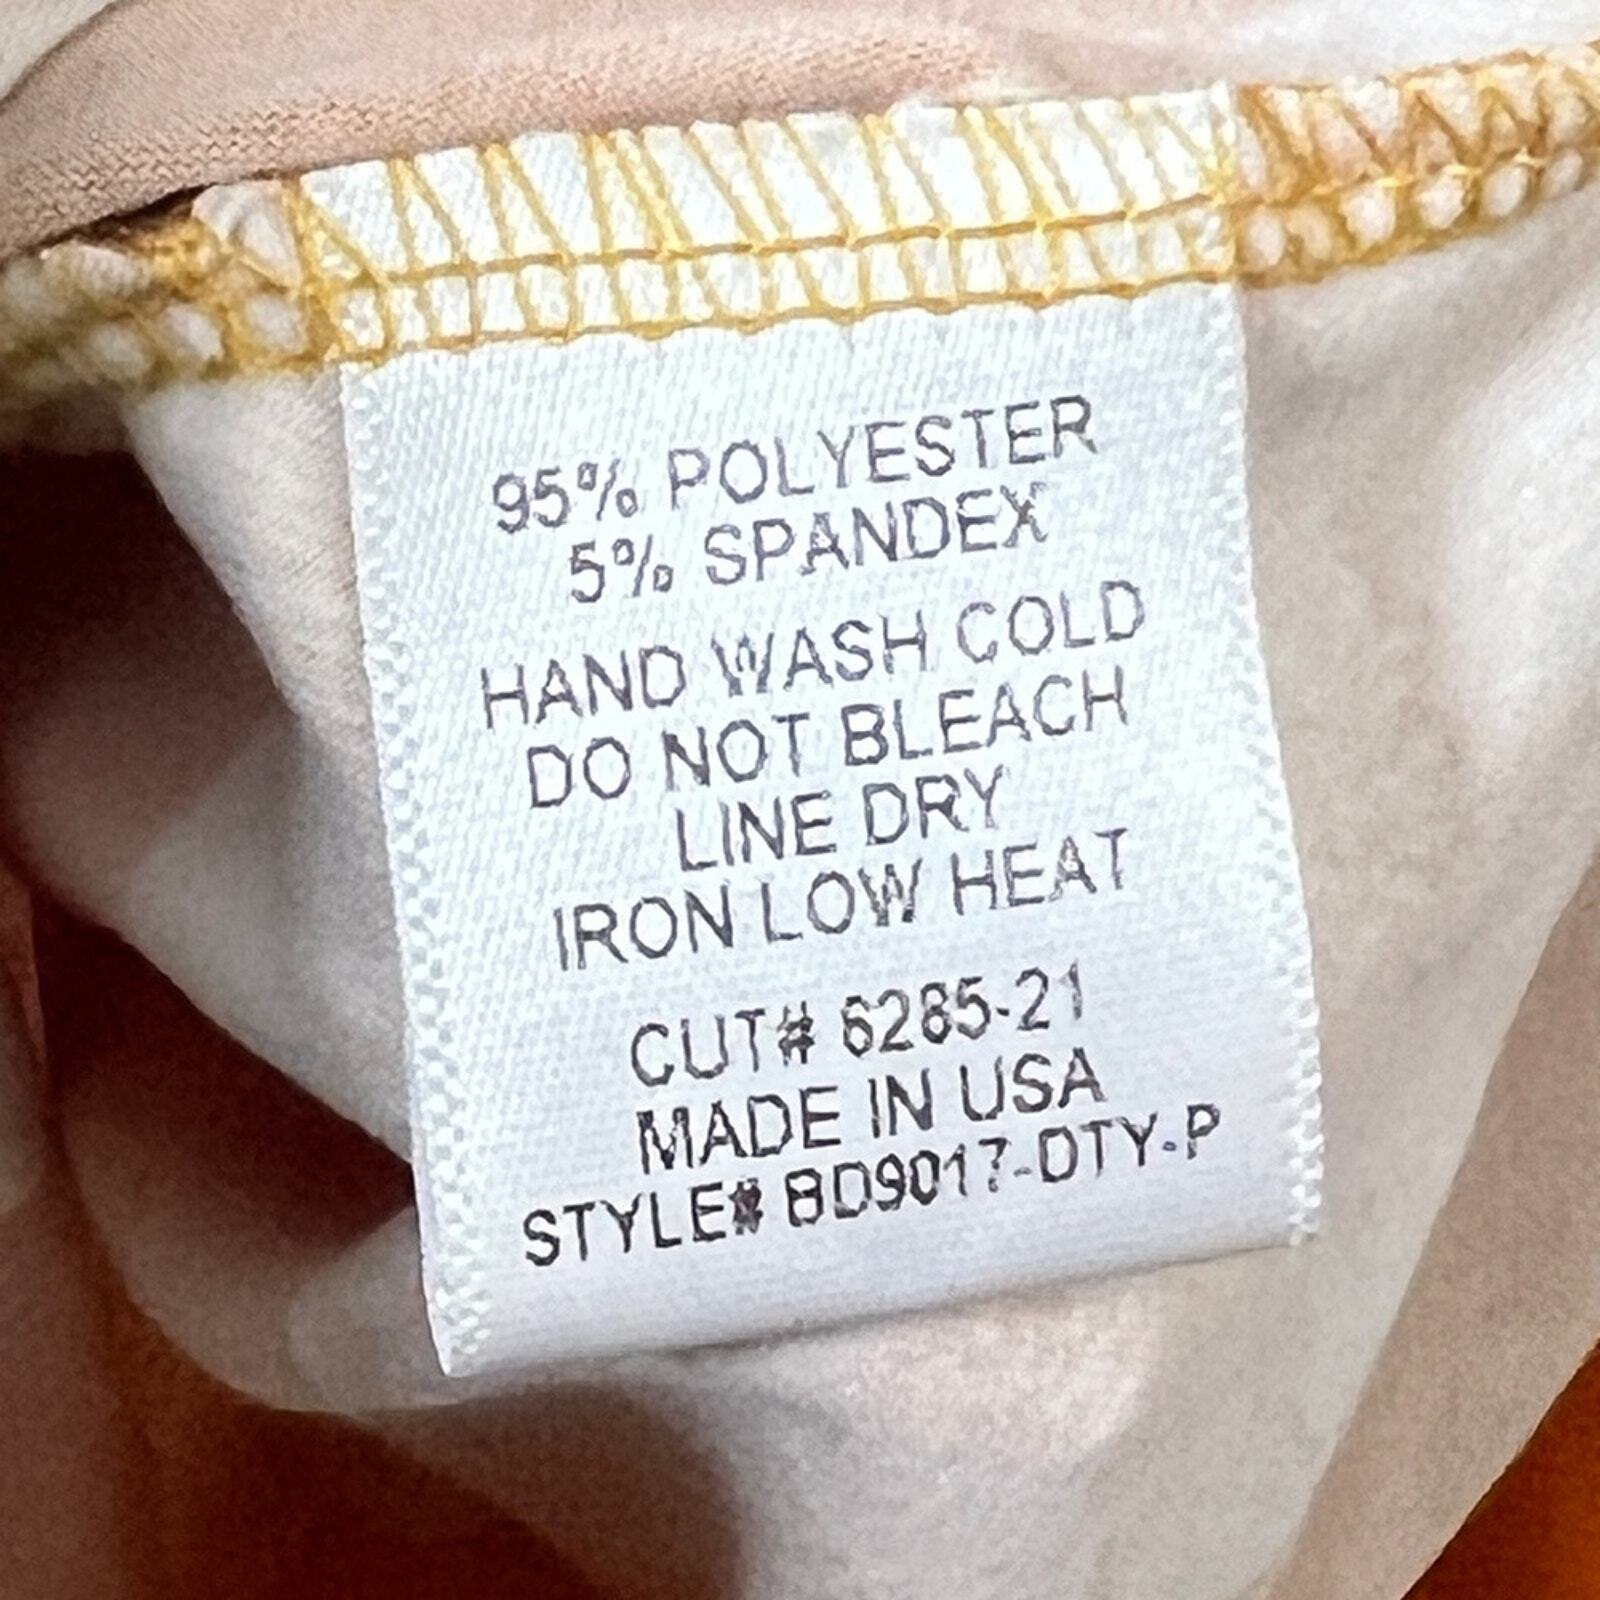 95% POLYESTER
5% SPANDEX
HAND WASH COLD
DO NOT BLEACH
LINE DRY
IRON LOW HEAT
CUT# 6285-21
MADE IN USA
STYLE# BD9017-DTY-P